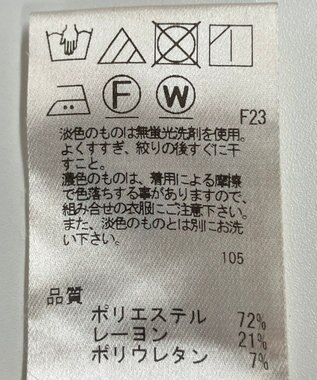 F
W
F23
淡色のものは無蛍光洗剤を使用。
よくすすぎ、絞りの後すぐに干
すこと。
濃色のものは、着用による摩擦
で色落ちする事がありますので、
組み合せの衣服にご注意下さい。
また、淡色のものとは別にお洗
い下さい。
105
品質
ポリエステル 72%
レーヨン 21%
ポリウレタン 7%